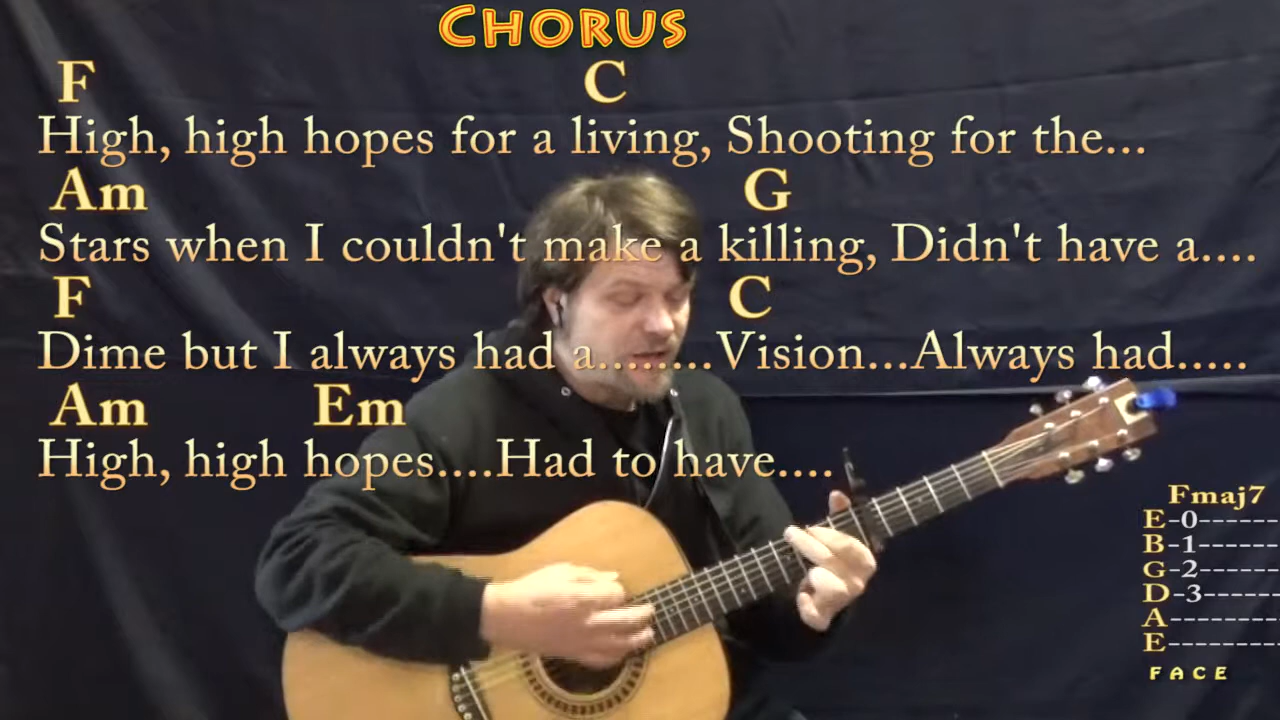 CHORUS
F C
High, high hopes for a living, Shooting for the...
Am G
Stars when I couldn't make a killing, Didn't have a....
F C
Dime but I always had a........Vision...Always had.....
Am Em
High, high hopes....Had to have....
Fmaj7
E-0------
B-1------
G-2------
D-3------
A--------
E--------
F A C E